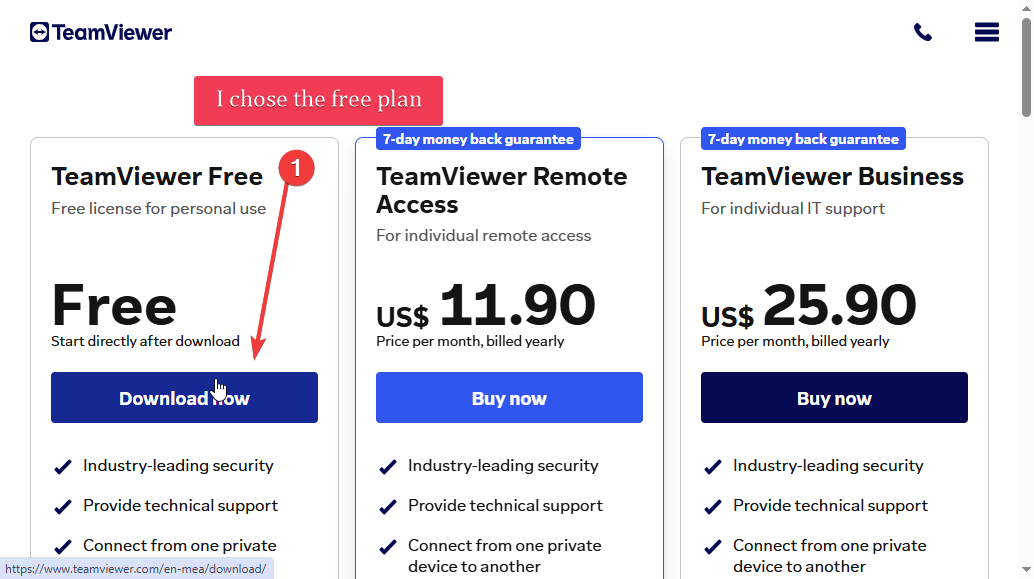 TeamViewer
I chose the free plan
7-day money back guarantee
7-day money back guarantee
TeamViewer Free
1
Free license for personal use
Free
Start directly after download
Download now
Industry-leading security
Provide technical support
Connect from one private
TeamViewer Remote
Access
For individual remote access
US$ 11.90
Price per month, billed yearly
Buy now
Industry-leading security
Provide technical support
Connect from one private
device to another
TeamViewer Business
For individual IT support
US$ 25.90
Price per month, billed yearly
Buy now
Industry-leading security
Provide technical support
Connect from one private
device to another
https://www.teamviewer.com/en-mea/download/